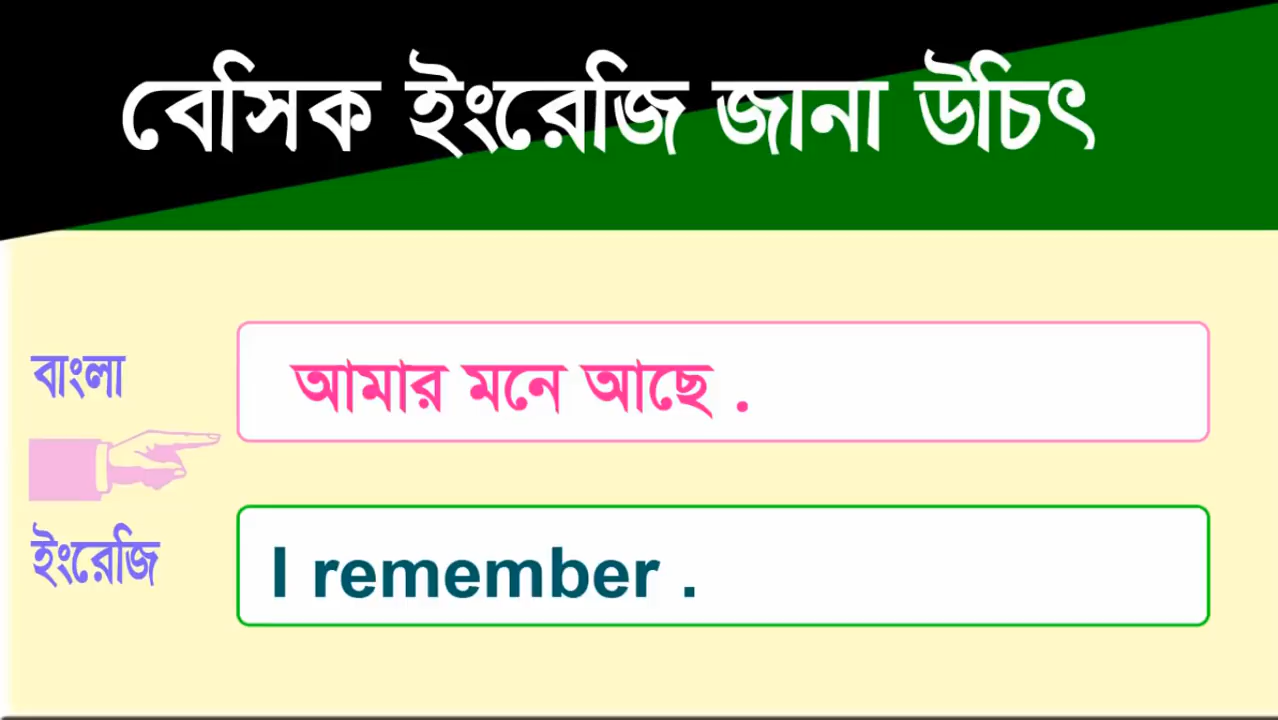 বেসিক ইংরেজি জানা উচিৎ
বাংলা
আমার মনে আছে .
ইংরেজি
I remember .